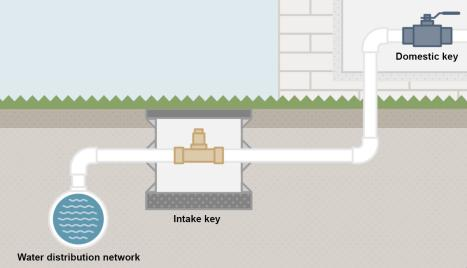 Domestic key
Intake key
Water distribution network